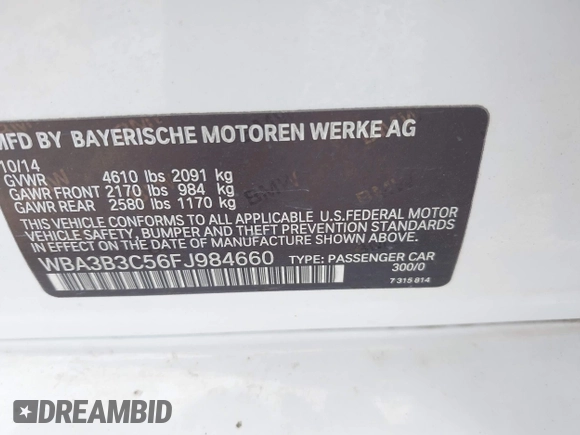 MFD BY BAYERISCHE MOTOREN WERKE AG
10/14
GVWR 4610 lbs 2091 kg
GAWR FRONT 2170 lbs 984 kg
GAWR REAR 2580 lbs 1170 kg
THIS VEHICLE CONFORMS TO ALL APPLICABLE U.S.FEDERAL MOTOR
VEHICLE SAFETY, BUMPER, AND THEFT PREVENTION STANDARDS
IN EFFECT ON THE DATE OF MANUFACTURE SHOWN ABOVE.
WBA3B3C56FJ984660 TYPE: PASSENGER CAR
300/0
7 315 814
DREAMBID